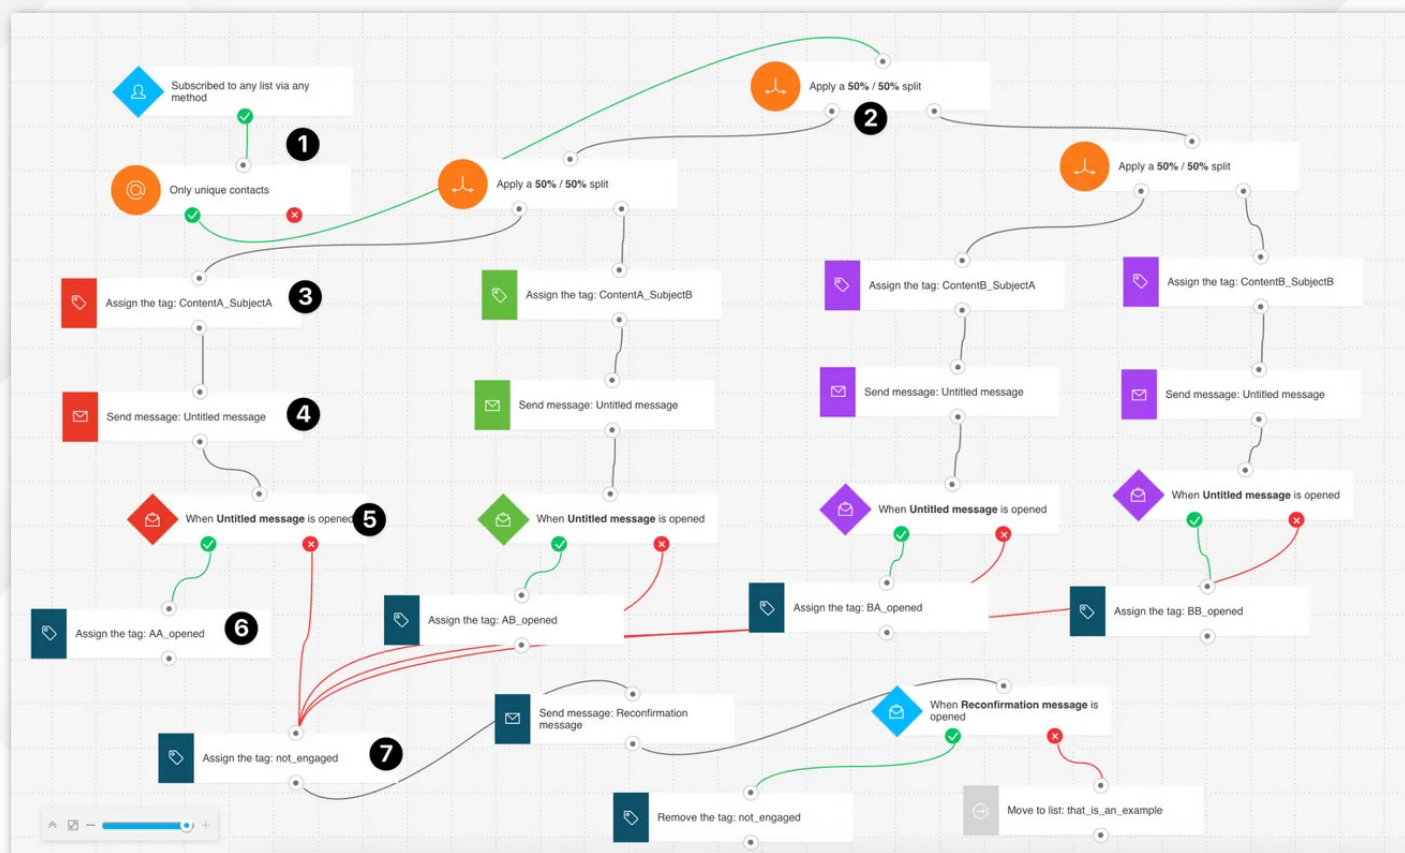 Subscribed to any list via any
method
1
Only unique contacts
Apply a 50% / 50% split
2
Apply a 50% / 50% split
Apply a 50% / 50% split
Assign the tag: ContentA_SubjectA
3
Assign the tag: ContentA_SubjectB
Assign the tag: ContentB_SubjectA
Assign the tag: ContentB_SubjectB
Send message: Untitled message
4
Send message: Untitled message
Send message: Untitled message
Send message: Untitled message
When Untitled message is opened
5
When Untitled message is opened
When Untitled message is opened
When Untitled message is opened
Assign the tag: AA_opened
6
Assign the tag: AB_opened
Assign the tag: BA_opened
Assign the tag: BB_opened
Assign the tag: not_engaged
7
Send message: Reconfirmation
message
When Reconfirmation message is
opened
Remove the tag: not_engaged
Move to list: that_is_an_example